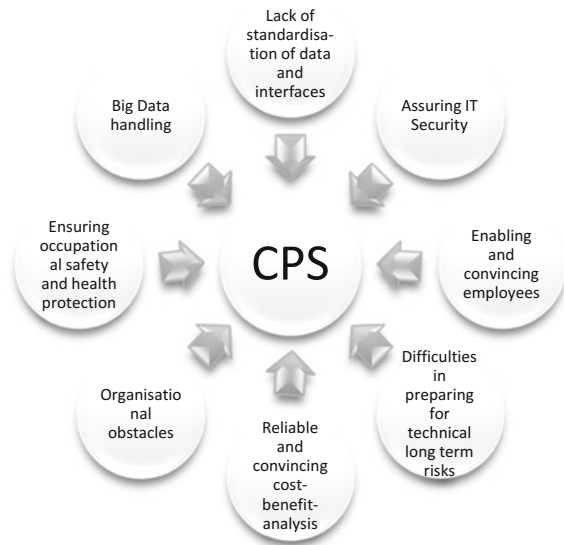 Lack of
standardisa-
tion of data
and
interfaces
Assuring IT
Security
Enabling
and
convincing
employees
Difficulties
in
preparing
for
technical
long term
risks
Reliable
and
convincing
cost-
benefit-
analysis
Organisatio
nal
obstacles
Ensuring
occupation
al safety
and health
protection
Big Data
handling
CPS